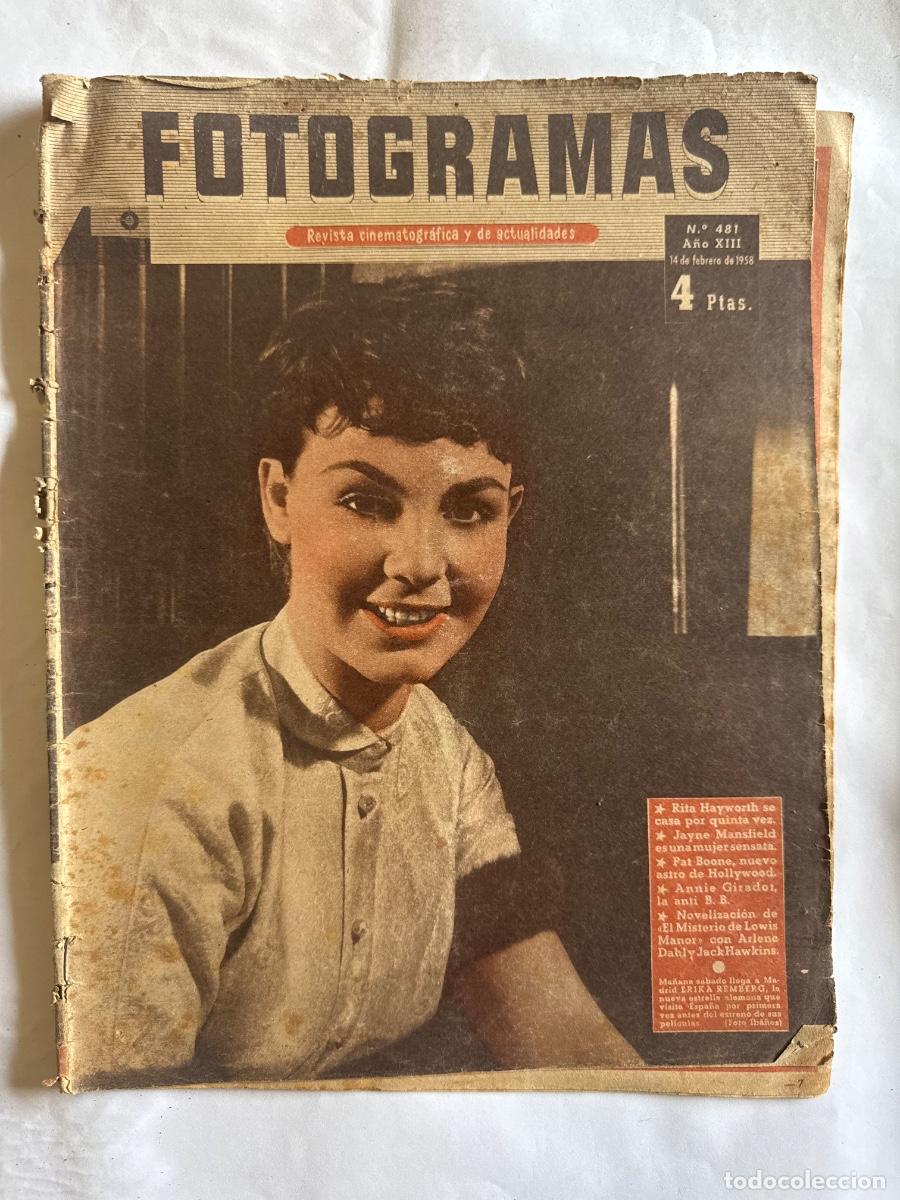 FOTOGRAMAS
Revista cinematográfica y de actualidades
N.º 481
Año XIII
14 de febrero de 1958
4 Ptas.
★ Rita Hayworth se
casa por quinta vez.
★ Jayne Mansfield
es una mujer sensata.
★ Pat Boone, nuevo
astro de Hollywood.
★ Annie Giradot,
la anti B. B.
★ Novelización de
«El Misterio de Lowis
Manor» con Arlene
Dahl y Jack Hawkins.
Mañana sábado llega a Ma-
drid ERIKA REMBERG, la
nueva estrella alemana que
visita España por primera
vez antes del estreno de sus
películas. (Foto Ibáñez)
—7
todocoleccion